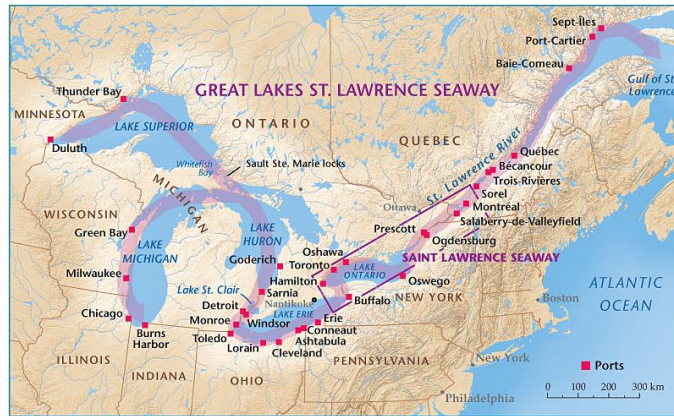 Sept-Îles
Port-Cartier
Baie-Comeau
Gulf of St.
Lawrence
Thunder Bay
GREAT LAKES ST. LAWRENCE SEAWAY
MINNESOTA
LAKE SUPERIOR
ONTARIO
QUEBEC
Duluth
Whitefish
Bay
Sault Ste. Marie locks
St. Lawrence River
Québec
Bécancour
Trois-Rivières
Sorel
Montréal
Salaberry-de-Valleyfield
Ottawa
MICHIGAN
WISCONSIN
Green Bay
LAKE
MICHIGAN
LAKE
HURON
Goderich
Prescott
Ogdensburg
SAINT LAWRENCE SEAWAY
Oshawa
Toronto
LAKE
ONTARIO
Hamilton
Oswego
Milwaukee
Lake St. Clair
Sarnia
Nanticoke
Buffalo
NEW YORK
ATLANTIC
OCEAN
Boston
Chicago
Burns
Harbor
Detroit
Monroe
Windsor
Toledo
LAKE ERIE
Erie
Conneaut
Ashtabula
Lorain
Cleveland
ILLINOIS
INDIANA
OHIO
PENNSYLVANIA
New York
Philadelphia
Ports
0 100 200 300 km